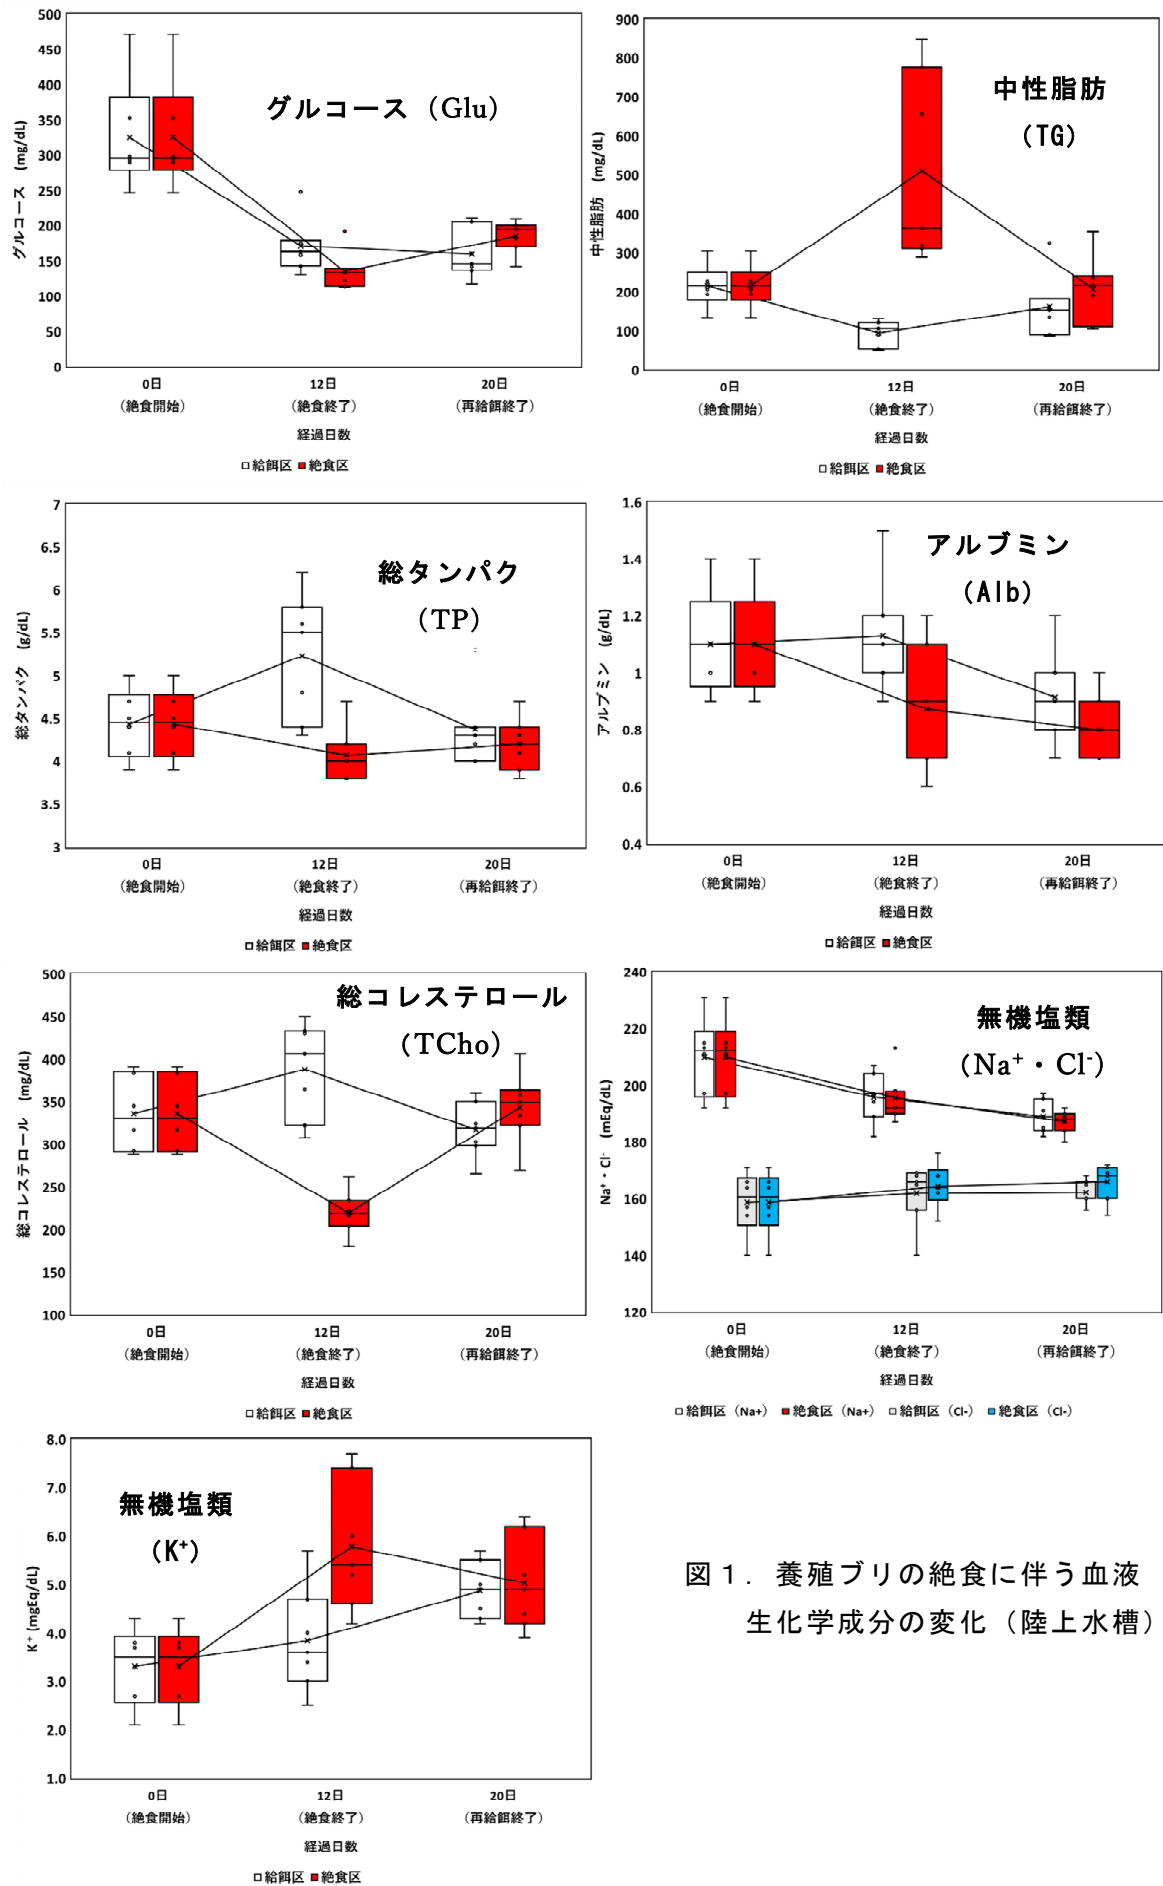 グルコース（Glu）
グルコース （mg/dL）
500
450
400
350
300
250
200
150
100
50
0
0日
（絶食開始）
12日
（絶食終了）
20日
（再給餌終了）
経過日数
給餌区 絶食区
中性脂肪
（TG）
中性脂肪 （mg/dL）
900
800
700
600
500
400
300
200
100
0
0日
（絶食開始）
12日
（絶食終了）
20日
（再給餌終了）
経過日数
給餌区 絶食区
総タンパク
（TP）
総タンパク （g/dL）
7
6.5
6
5.5
5
4.5
4
3.5
3
0日
（絶食開始）
12日
（絶食終了）
20日
（再給餌終了）
経過日数
給餌区 絶食区
アルブミン
（Alb）
アルブミン （g/dL）
1.6
1.4
1.2
1
0.8
0.6
0.4
0日
（絶食開始）
12日
（絶食終了）
20日
（再給餌終了）
経過日数
給餌区 絶食区
総コレステロール
（TCho）
総コレステロール （mg/dL）
500
450
400
350
300
250
200
150
100
0日
（絶食開始）
12日
（絶食終了）
20日
（再給餌終了）
経過日数
給餌区 絶食区
無機塩類
（Na⁺・Cl⁻）
Na⁺・Cl⁻ （mEq/dL）
240
220
200
180
160
140
120
0日
（絶食開始）
12日
（絶食終了）
20日
（再給餌終了）
経過日数
給餌区（Na+） 絶食区（Na+） 給餌区（Cl-） 絶食区（Cl-）
無機塩類
（K⁺）
K⁺ (mgEq/dL)
8.0
7.0
6.0
5.0
4.0
3.0
2.0
1.0
0日
（絶食開始）
12日
（絶食終了）
20日
（再給餌終了）
経過日数
給餌区 絶食区
図１．養殖ブリの絶食に伴う血液
生化学成分の変化（陸上水槽）